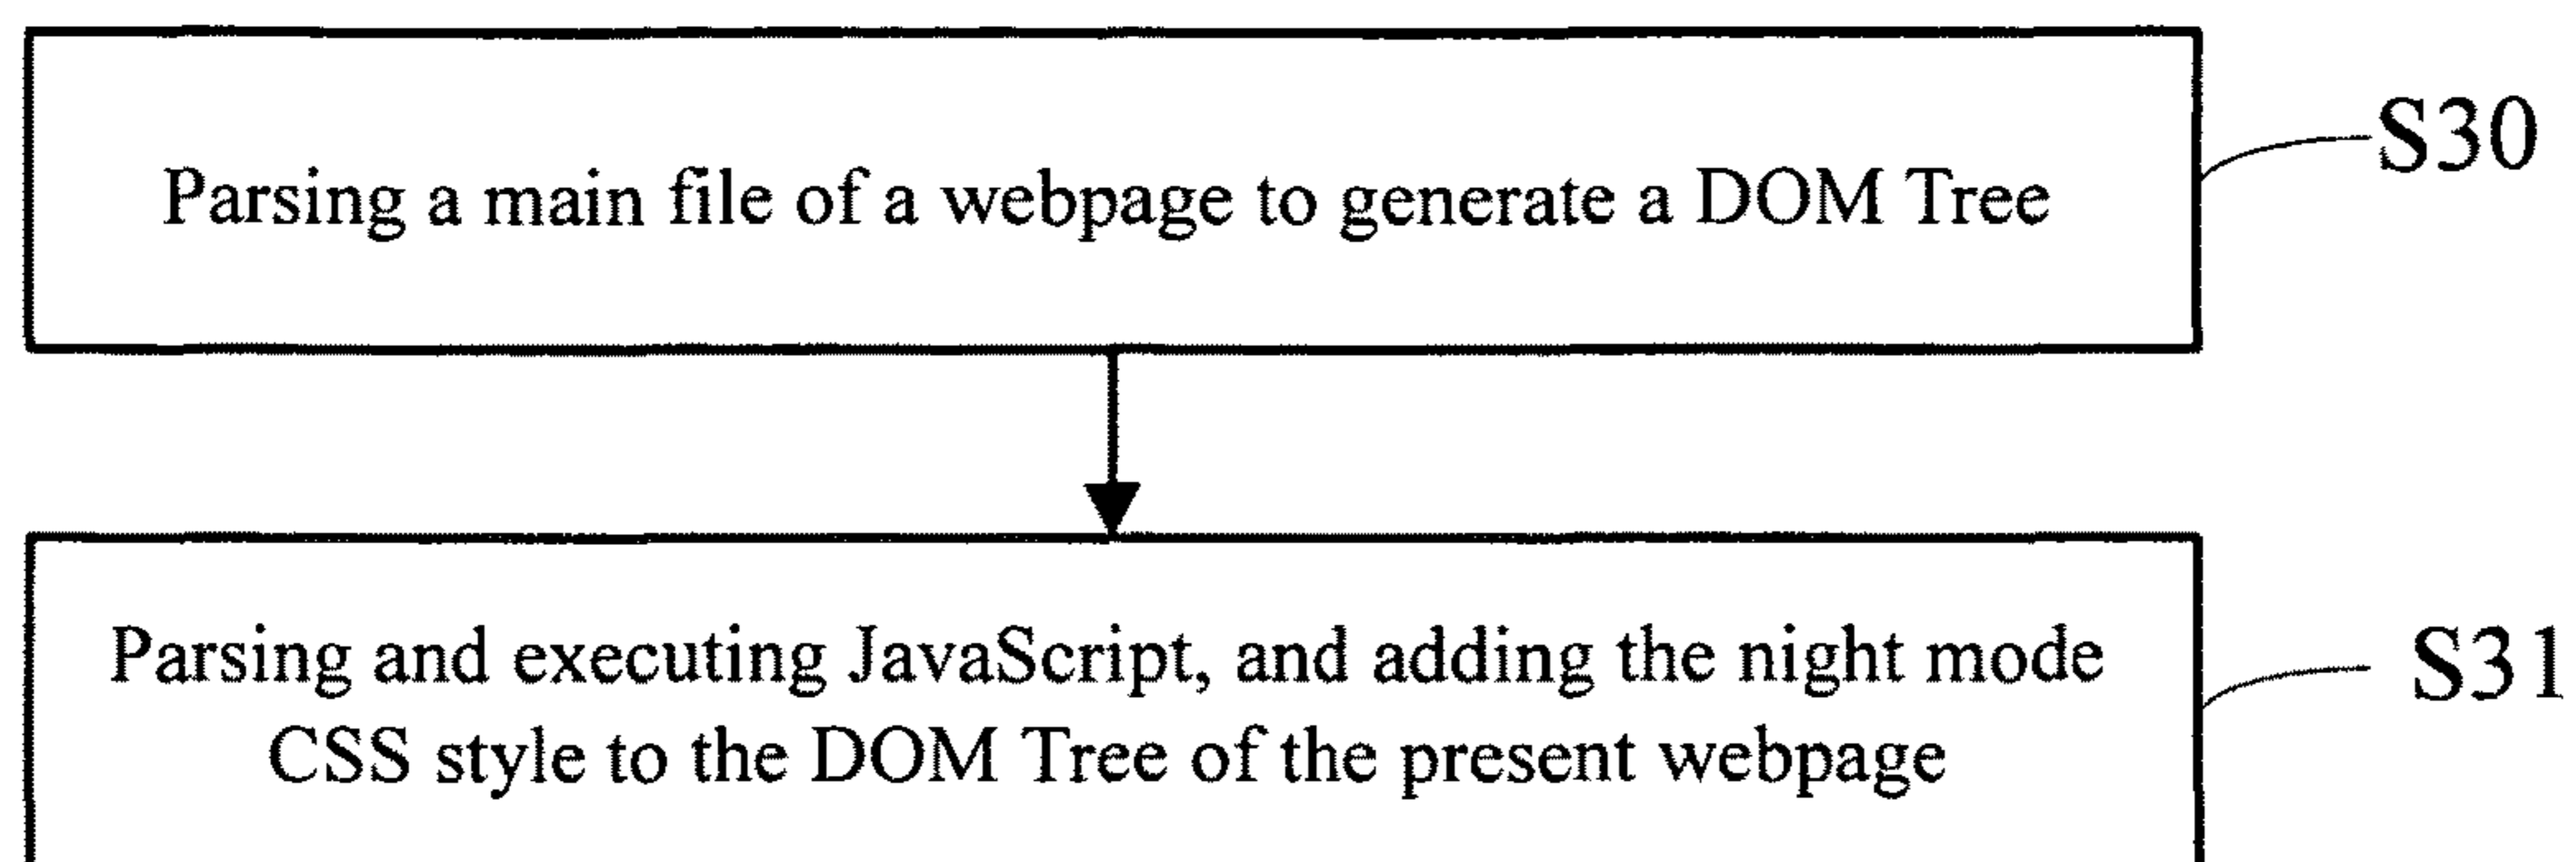 S30
Parsing a main file of a webpage to generate a DOM Tree
Parsing and executing JavaScript, and adding the night mode
S31
CSS style to the DOM Tree of the present webpage